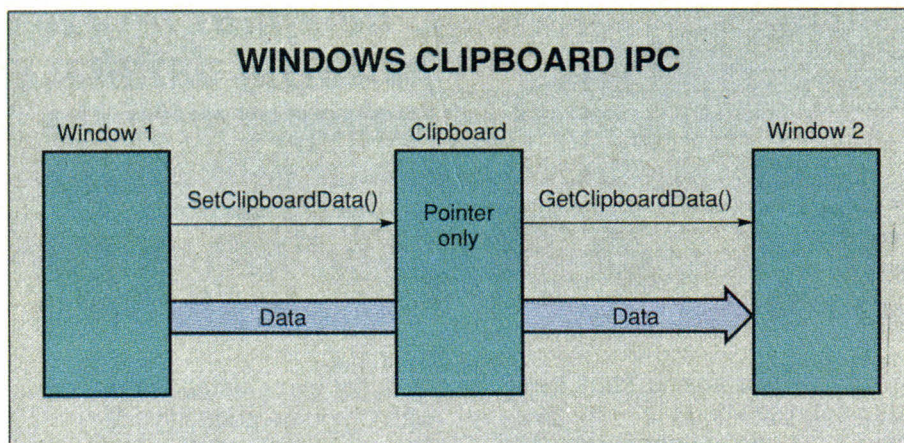 WINDOWS CLIPBOARD IPC
Window 1
Clipboard
Window 2
SetClipboardData()
Pointer
only
GetClipboardData()
Data
Data